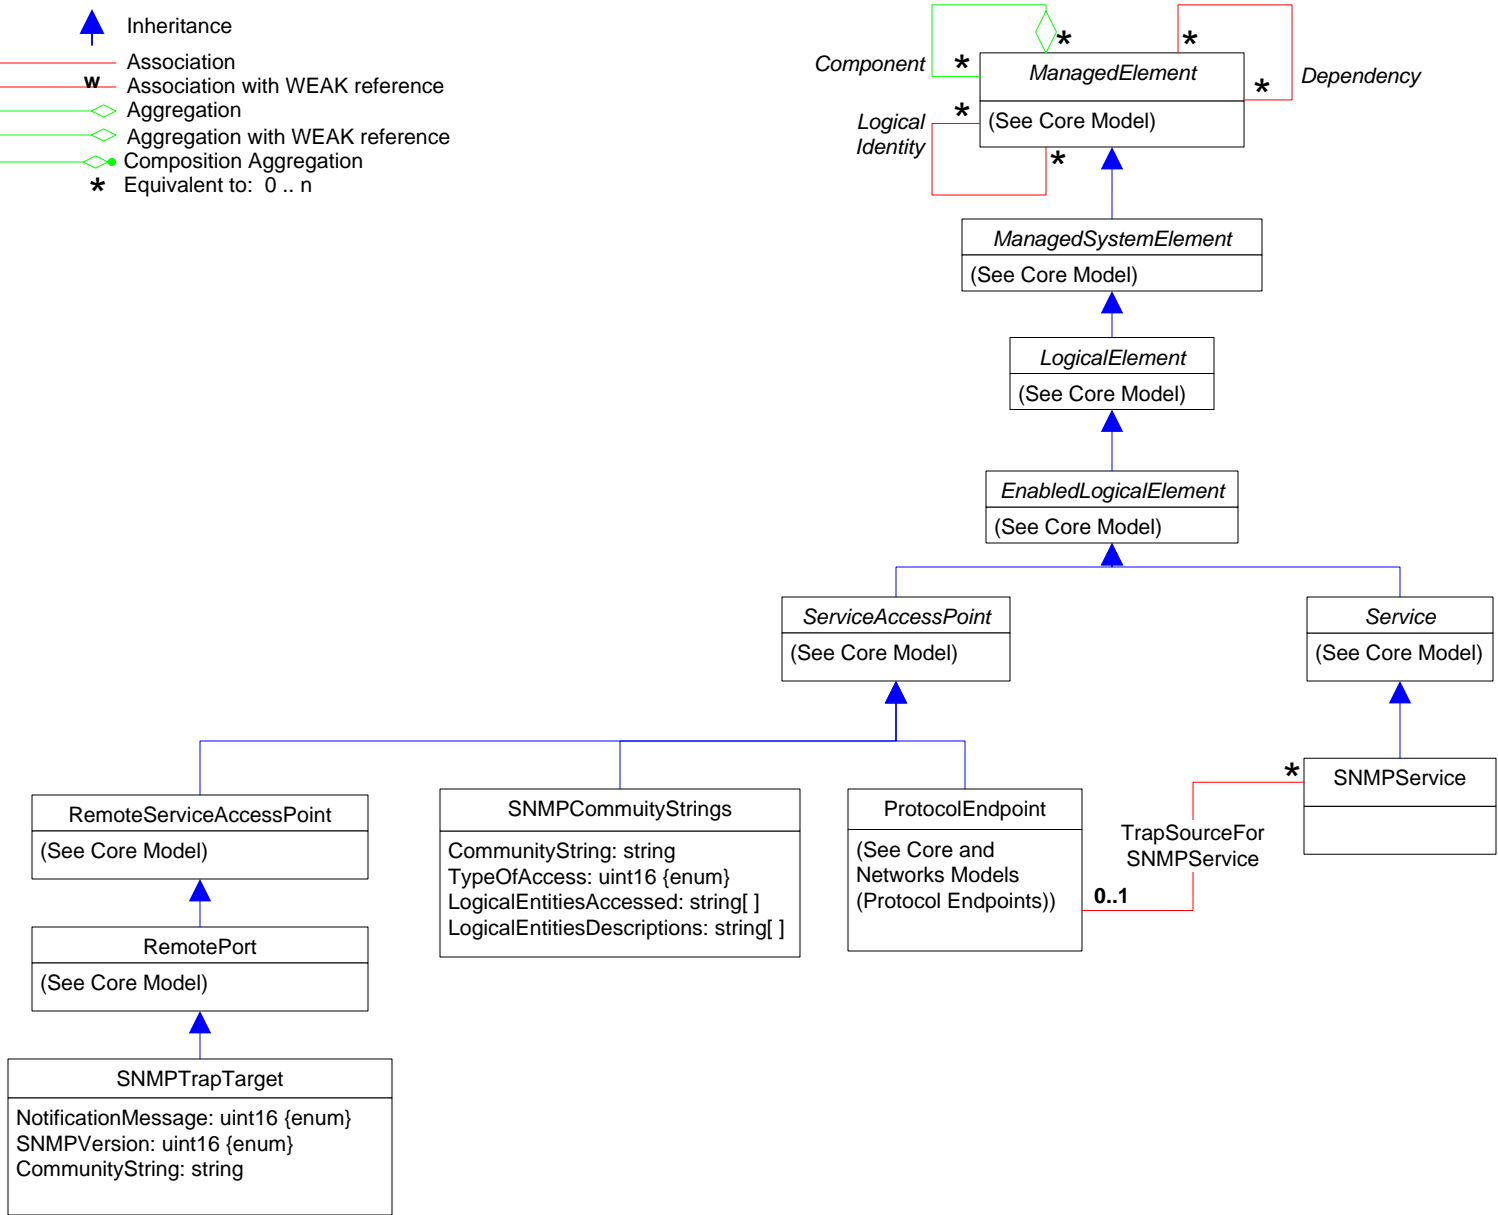 Inheritance
Association
w
Association with WEAK reference
Aggregation
Aggregation with WEAK reference
Composition Aggregation
* Equivalent to: 0 .. n
Component
*
*
*
*
Dependency
ManagedElement
(See Core Model)
Logical
Identity
*
*
ManagedSystemElement
(See Core Model)
LogicalElement
(See Core Model)
EnabledLogicalElement
(See Core Model)
ServiceAccessPoint
(See Core Model)
Service
(See Core Model)
RemoteServiceAccessPoint
(See Core Model)
SNMPCommuityStrings
CommunityString: string
TypeOfAccess: uint16 {enum}
LogicalEntitiesAccessed: string[ ]
LogicalEntitiesDescriptions: string[ ]
ProtocolEndpoint
(See Core and
Networks Models
(Protocol Endpoints))
0..1
TrapSourceFor
SNMPService
*
SNMPService
RemotePort
(See Core Model)
SNMPTrapTarget
NotificationMessage: uint16 {enum}
SNMPVersion: uint16 {enum}
CommunityString: string